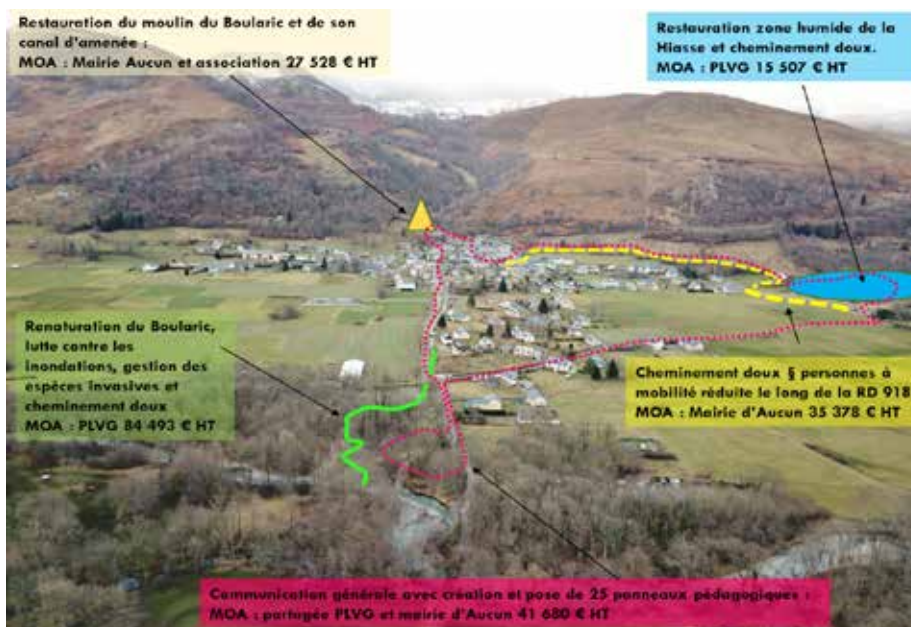 Restauration du moulin du Boularic et de son
canal d'amenée :
MOA : Mairie Aucun et association 27 528 € HT
Restauration zone humide de la
Hiasse et cheminement doux.
MOA : PLVG 15 507 € HT
Renaturation du Boularic,
lutte contre les
inondations, gestion des
espèces invasives et
cheminement doux
MOA : PLVG 84 493 € HT
Cheminement doux § personnes à
mobilité réduite le long de la RD 918
MOA : Mairie d'Aucun 35 378 € HT
Communication générale avec création et pose de 25 panneaux pédagogiques :
MOA : partagée PLVG et mairie d'Aucun 41 680 € HT